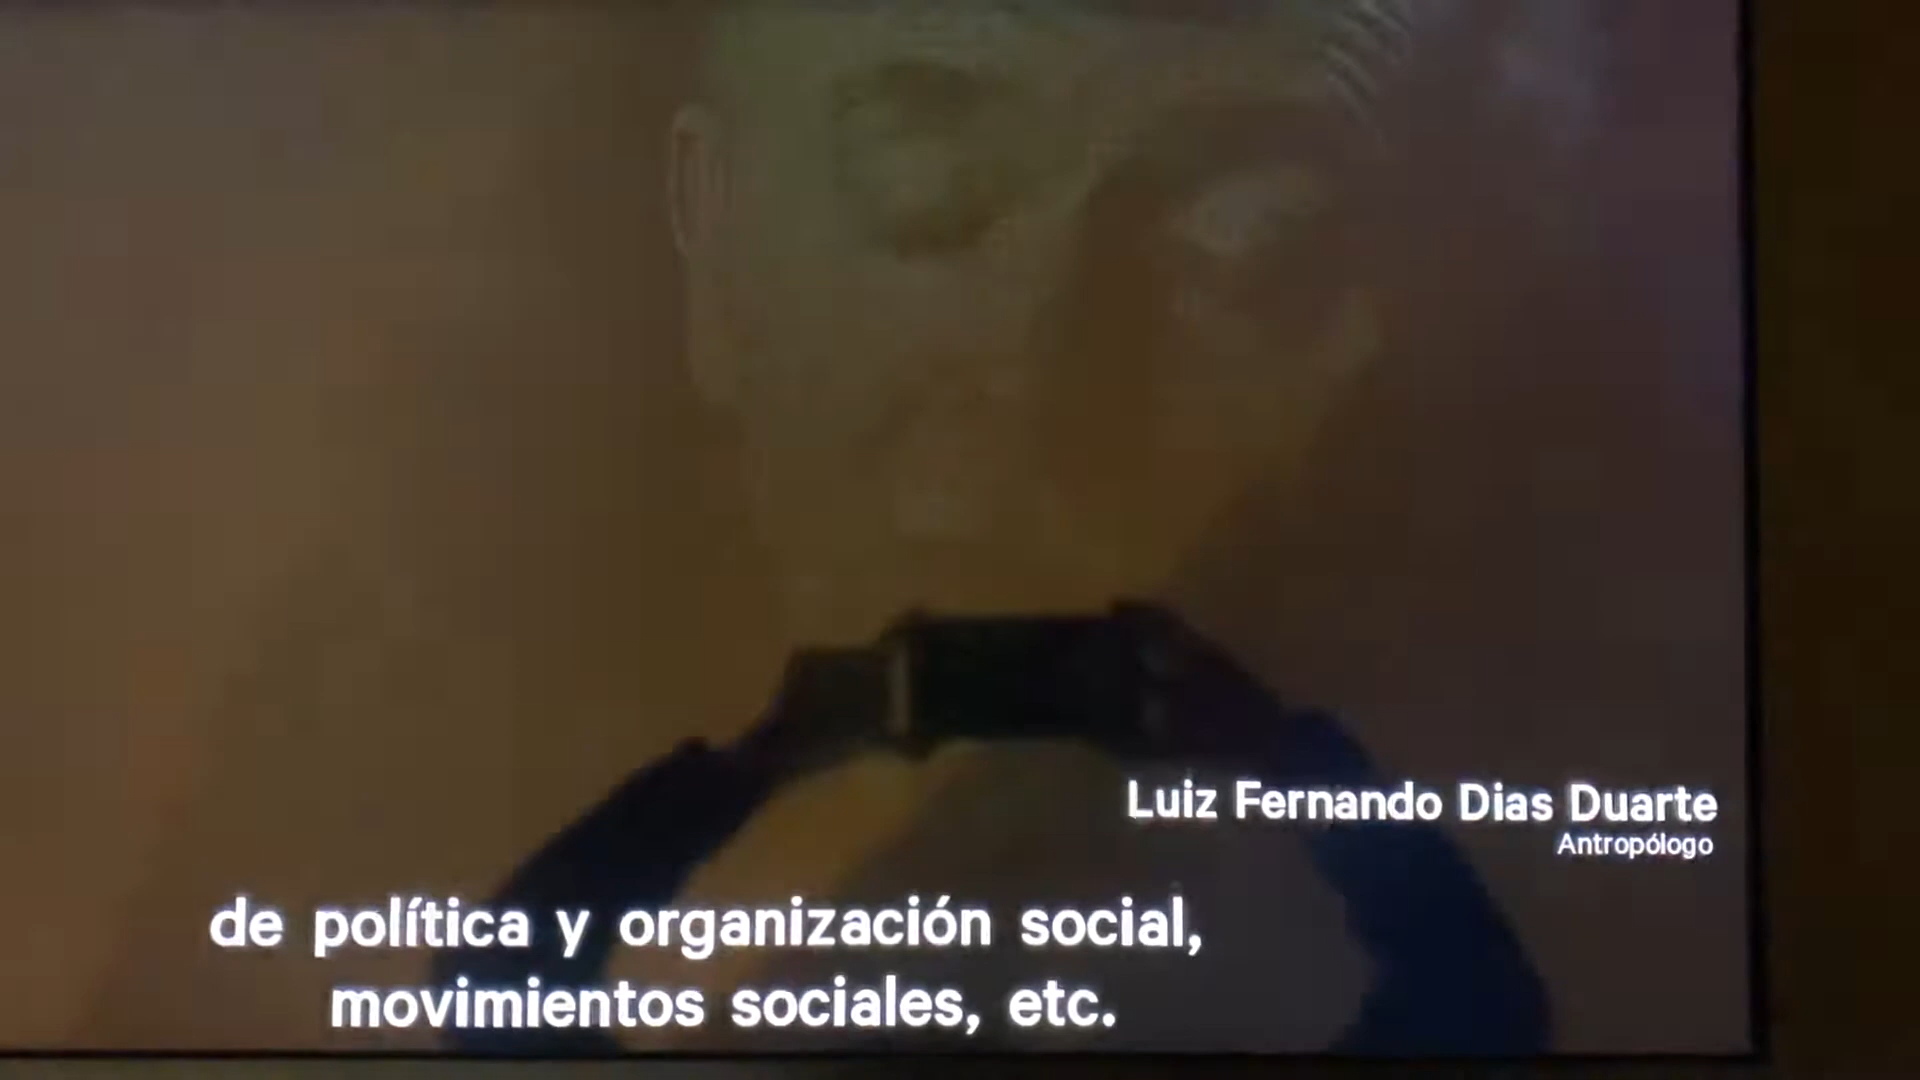 Luiz Fernando Dias Duarte
Antropólogo
de política y organización social,
movimientos sociales, etc.